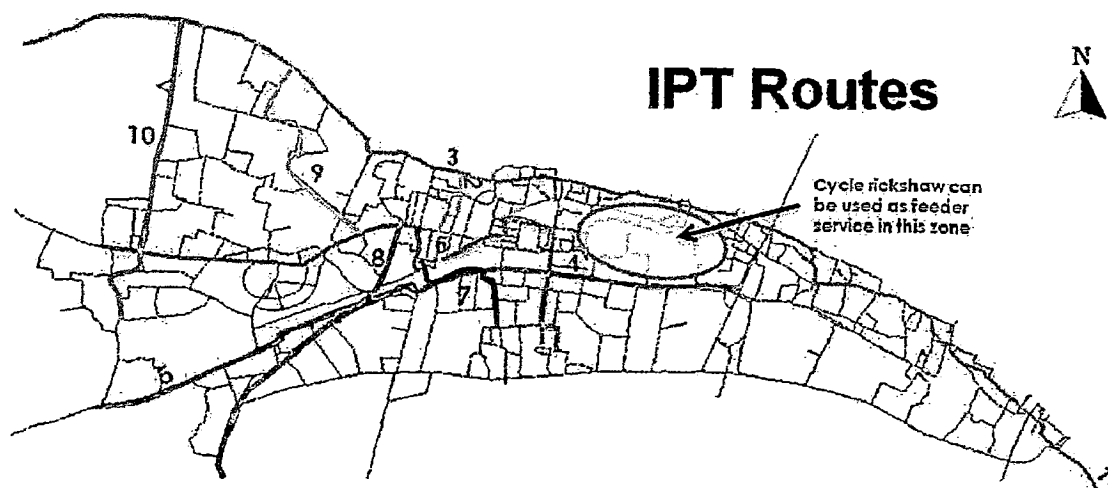 IPT Routes
N
10
3
9
Cycle rickshaw can
be used as feeder
service in this zone
2
6
8
4
7
5
1